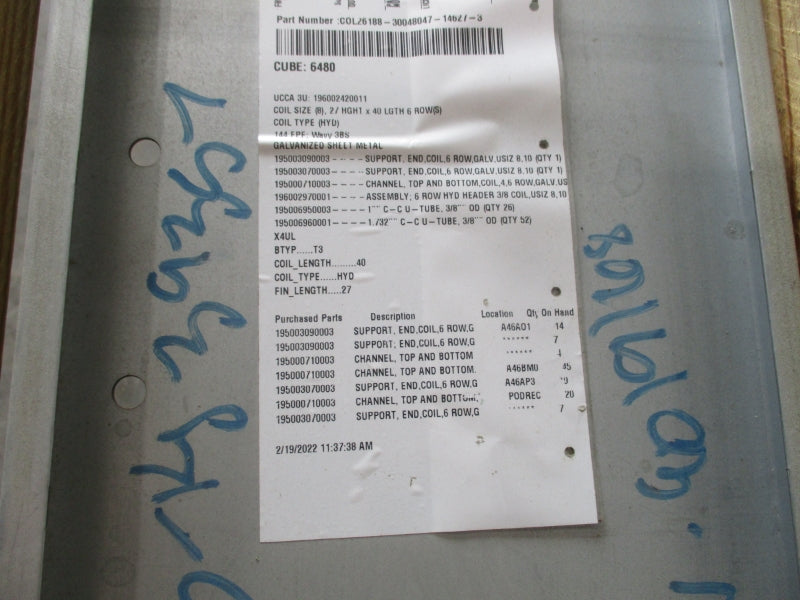 Part Number :COL26188-30048047-14627-3
CUBE: 6480
UCCA 3U: 196002420011
COIL SIZE (8), 27 HGHT x 40 LGTH 6 ROW(S)
COIL TYPE (HYD)
144 FPF: Wavy 38S
GALVANIZED SHEET METAL
195003090003---- SUPPORT, END,COIL,6 ROW,GALV.USIZ 8,10 (QTY 1)
195003070003---- SUPPORT, END,COIL,6 ROW,GALV.USIZ 8,10 (QTY 1)
195000710003---- CHANNEL, TOP AND BOTTOM,COIL,4,6 ROW,GALV,US
196002970001---- ASSEMBLY; 6 ROW HYD HEADER 3/8 COIL,USIZ 8,10
195006950003---- 1"" C-C U-TUBE, 3/8"" OD (QTY 26)
195006960001---- 1.732"" C-C U-TUBE, 3/8"" OD (QTY 52)
X4UL
BTYP......T3
COIL_LENGTH.........40
COIL_TYPE......HYD
FIN_LENGTH.....27
Purchased Parts Description Location Qty On Hand
195003090003 SUPPORT, END,COIL,6 ROW,G A46A01 14
195003090003 SUPPORT; END,COIL,6 ROW,G ****** 7
195000710003 CHANNEL, TOP AND BOTTOM ******
195000710003 CHANNEL, TOP AND BOTTOM. A46BM0 45
195003070003 SUPPORT, END,COIL,6 ROW,G A46AP3
195000710003 CHANNEL, TOP AND BOTTOM, PODREC 20
195003070003 SUPPORT, END,COIL,6 ROW,G ****** 7
2/19/2022 11:37:38 AM